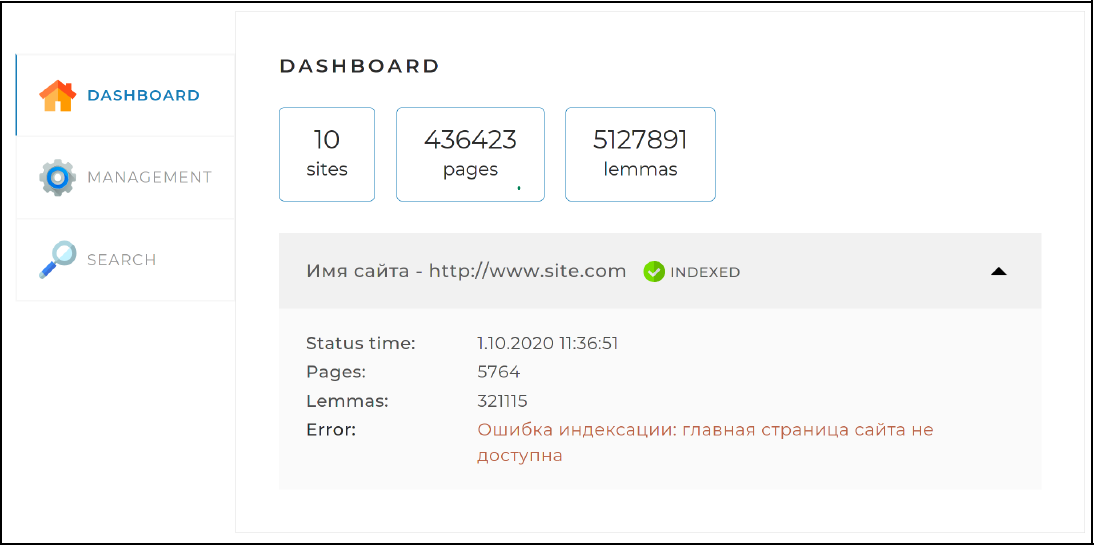 DASHBOARD
MANAGEMENT
SEARCH
DASHBOARD
10
sites
436423
pages
5127891
lemmas
Имя сайта - http://www.site.com INDEXED
Status time: 1.10.2020 11:36:51
Pages: 5764
Lemmas: 321115
Error: Ошибка индексации: главная страница сайта не
доступна